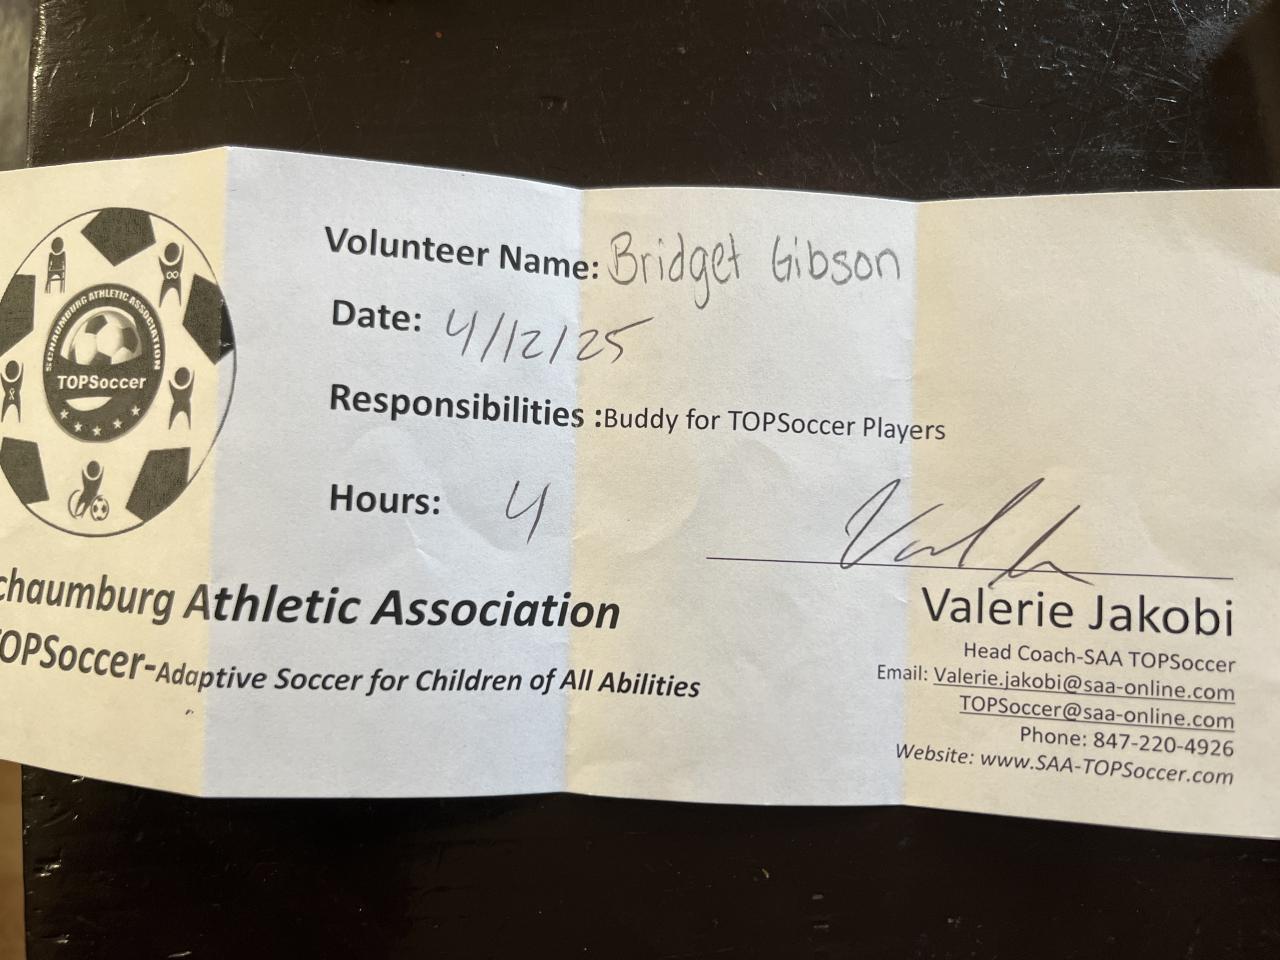 Volunteer Name: Bridget Gibson
Date: 4/12/25
Responsibilities :Buddy for TOPSoccer Players
Hours: 4
SCHAUMBURG ATHLETIC ASSOCIATION
TOPSoccer
chaumburg Athletic Association
OPSoccer-Adaptive Soccer for Children of All Abilities
Valerie Jakobi
Head Coach-SAA TOPSoccer
Email: Valerie.jakobi@saa-online.com
TOPSoccer@saa-online.com
Phone: 847-220-4926
Website: www.SAA-TOPSoccer.com